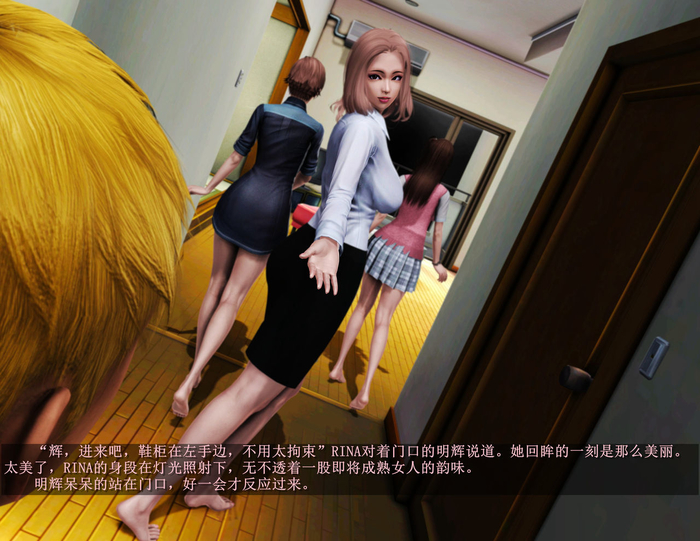 “辉，进来吧，鞋柜在左手边，不用太拘束”RINA对着门口的明辉说道。她回眸的一刻是那么美丽。
太美了，RINA的身段在灯光照射下，无不透着一股即将成熟女人的韵味。
明辉呆呆的站在门口，好一会才反应过来。